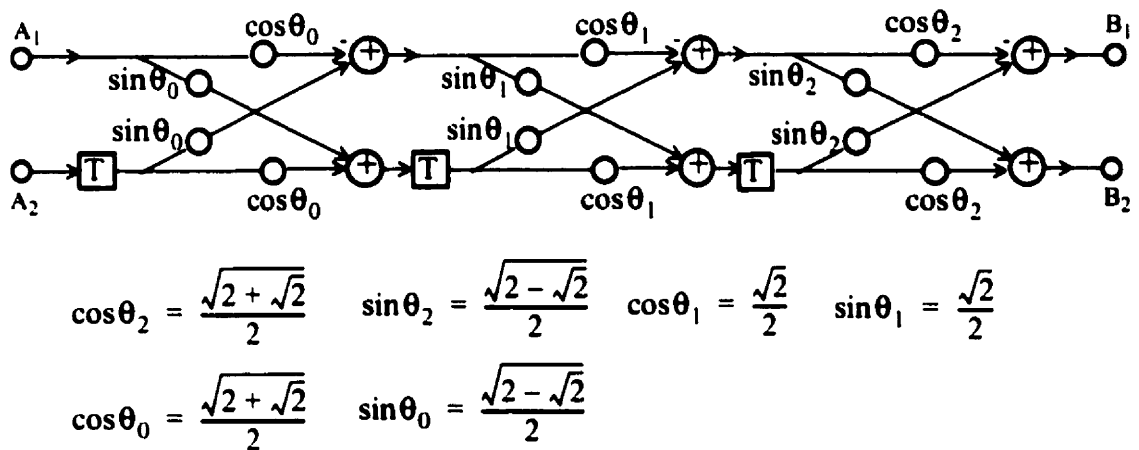 A₁ cosθ₀ - + cosθ₁ - + cosθ₂ - + B₁
sinθ₀ sinθ₁ sinθ₂
sinθ₀ sinθ₁ sinθ₂
A₂ T cosθ₀ + T cosθ₁ + T cosθ₂ + B₂
cosθ₂ = √(2 + √2)/2 sinθ₂ = √(2 − √2)/2 cosθ₁ = √2/2 sinθ₁ = √2/2
cosθ₀ = √(2 + √2)/2 sinθ₀ = √(2 − √2)/2